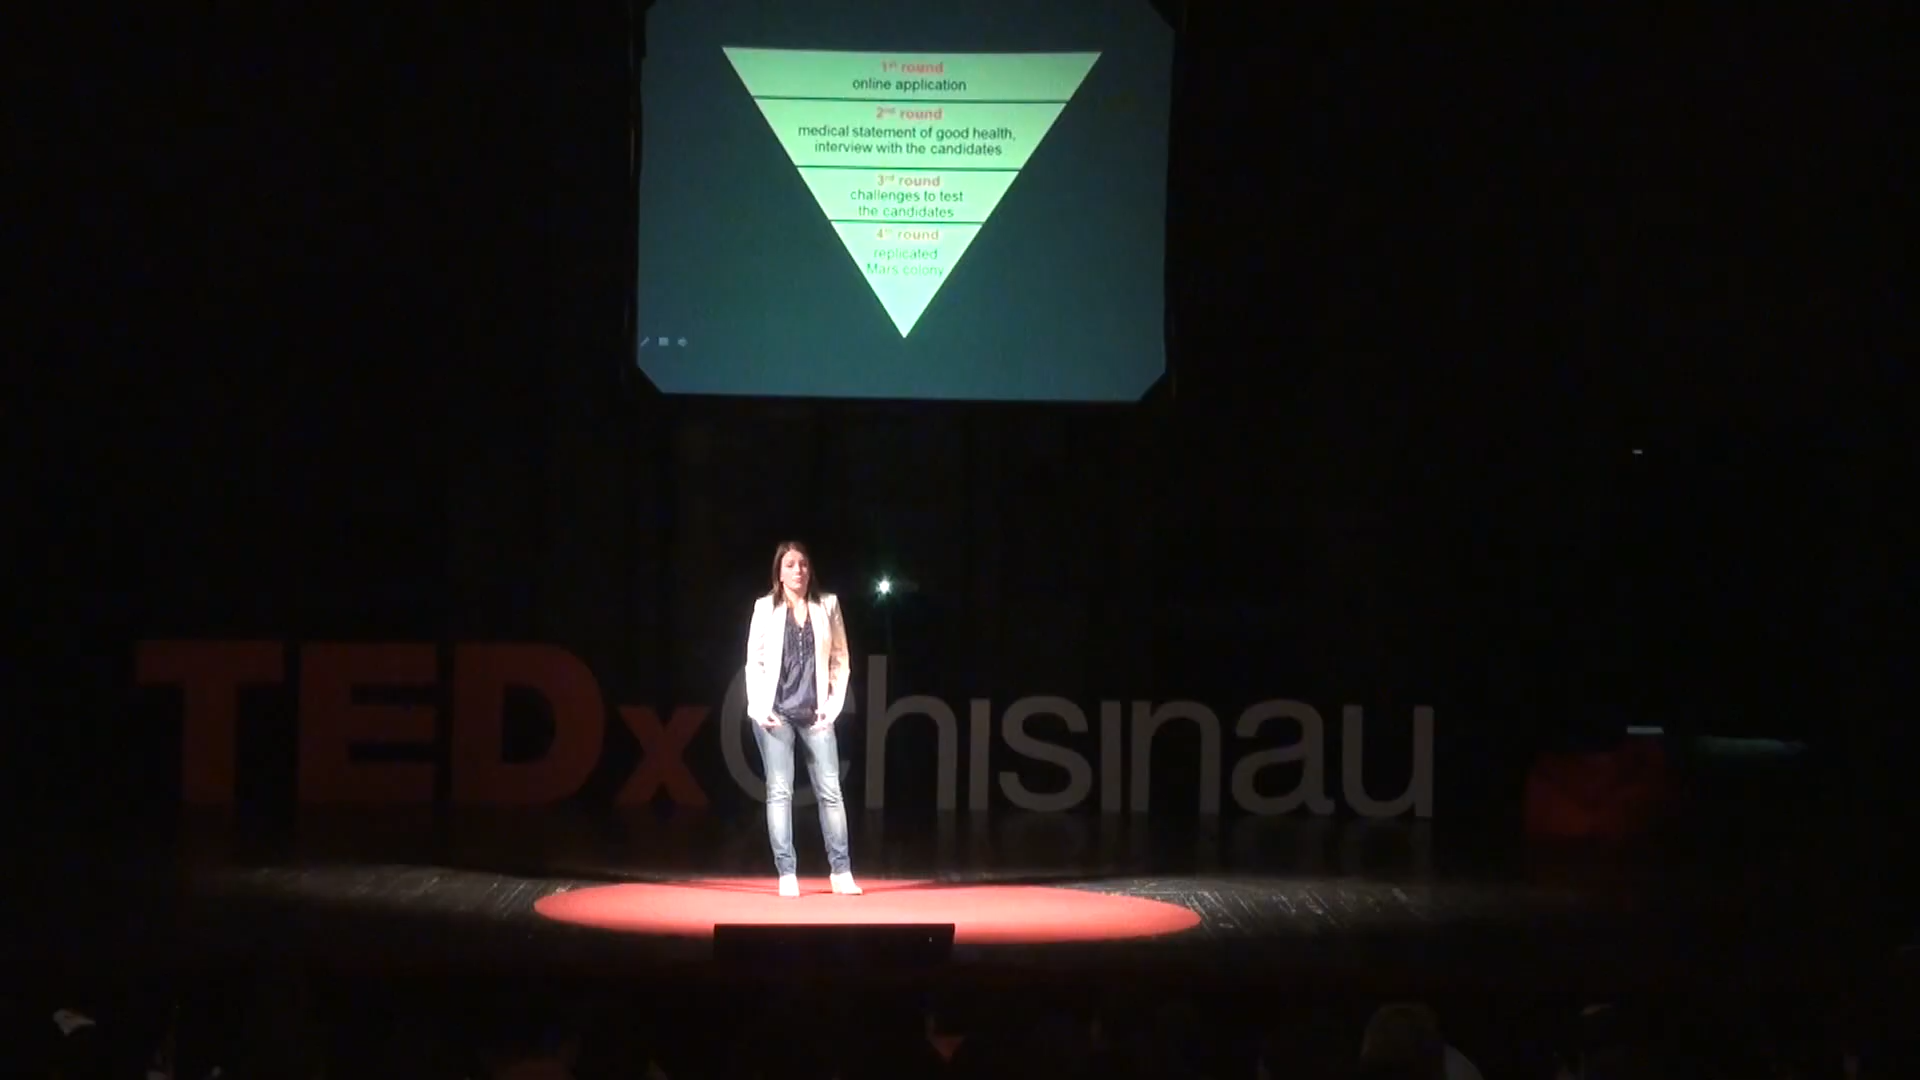 1st round
online application
2nd round
medical statement of good health,
interview with the candidates
3rd round
challenges to test
the candidates
4th round
replicated
Mars colony
TEDxChisinau